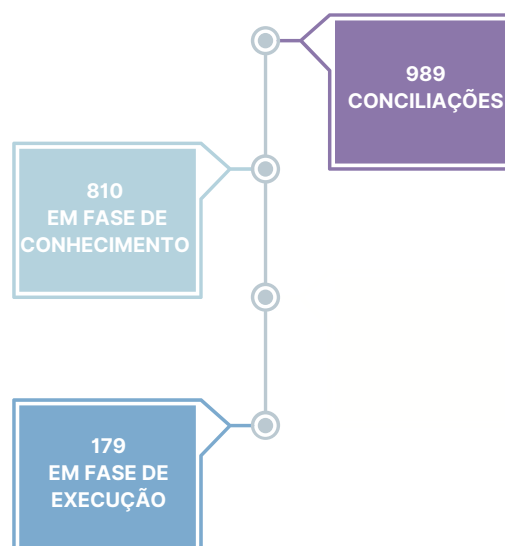 989
CONCILIAÇÕES
810
EM FASE DE
CONHECIMENTO
179
EM FASE DE
EXECUÇÃO